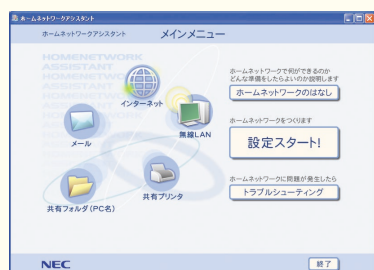 ホームネットワークアシスタント
ホームネットワークアシスタント メインメニュー
HOMENETWORK
ASSISTANT
HOMENETWO
ASSISTANT
インターネット
無線LAN
メール
共有プリンタ
共有フォルダ(PC名)
ホームネットワークで何ができるのか
どんな準備をしたらよいのか説明します
ホームネットワークのはなし
ホームネットワークをつくります
設定スタート!
ホームネットワークに問題が発生したら
トラブルシューティング
NEC
終了